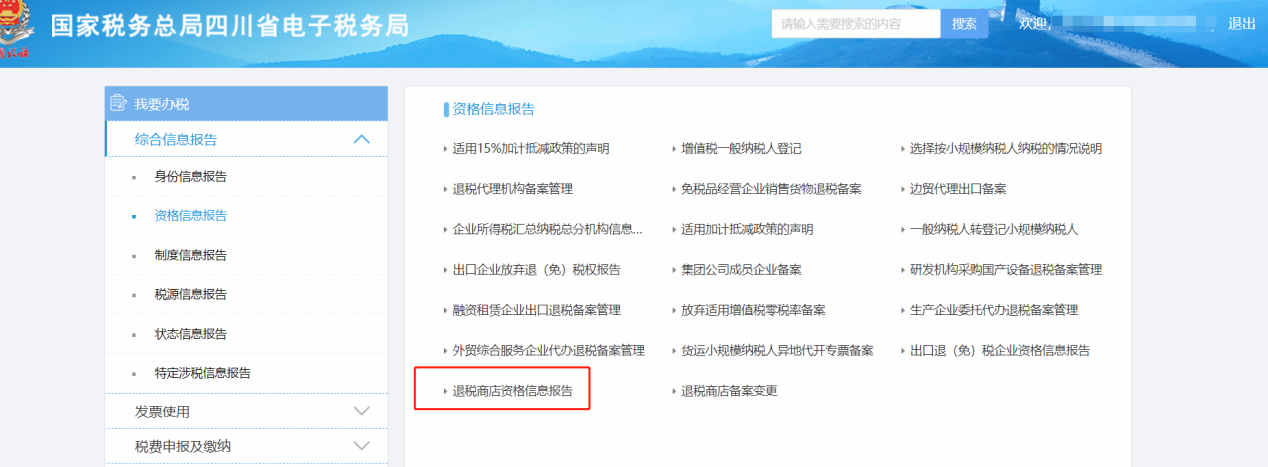 国家税务总局四川省电子税务局
请输入需要搜索的内容 搜索 欢迎, 退出
我要办税
综合信息报告
身份信息报告
资格信息报告
制度信息报告
税源信息报告
状态信息报告
特定涉税信息报告
发票使用
税费申报及缴纳
资格信息报告
适用15%加计抵减政策的声明 增值税一般纳税人登记 选择按小规模纳税人纳税的情况说明
退税代理机构备案管理 免税品经营企业销售货物退税备案 边贸代理出口备案
企业所得税汇总纳税总分机构信息... 适用加计抵减政策的声明 一般纳税人转登记小规模纳税人
出口企业放弃退（免）税权报告 集团公司成员企业备案 研发机构采购国产设备退税备案管理
融资租赁企业出口退税备案管理 放弃适用增值税零税率备案 生产企业委托代办退税备案管理
外贸综合服务企业代办退税备案管理 货运小规模纳税人异地代开专票备案 出口退（免）税企业资格信息报告
退税商店资格信息报告 退税商店备案变更